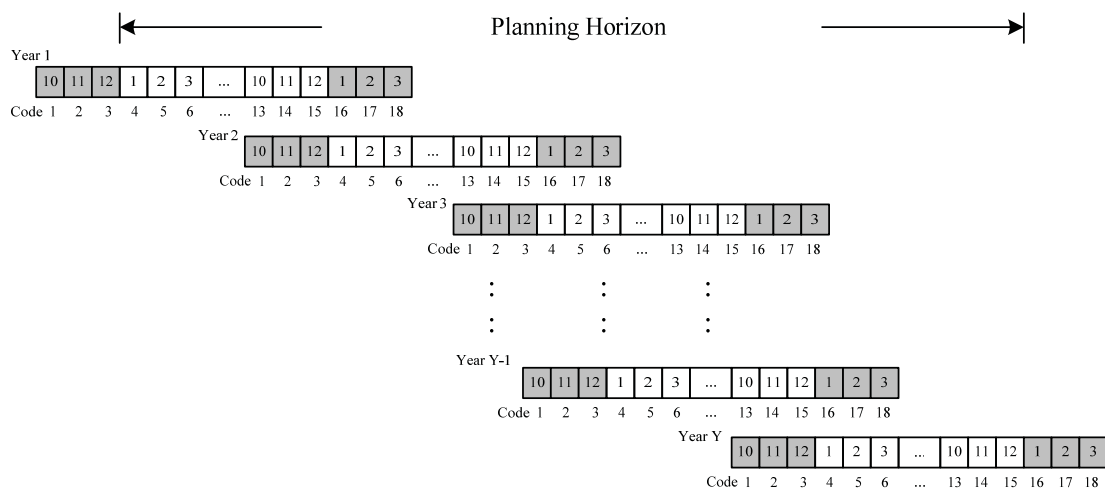 Planning Horizon
Year 1
10 11 12 1 2 3 ... 10 11 12 1 2 3
Code 1 2 3 4 5 6 ... 13 14 15 16 17 18
Year 2
10 11 12 1 2 3 ... 10 11 12 1 2 3
Code 1 2 3 4 5 6 ... 13 14 15 16 17 18
Year 3
10 11 12 1 2 3 ... 10 11 12 1 2 3
Code 1 2 3 4 5 6 ... 13 14 15 16 17 18
Year Y-1
10 11 12 1 2 3 ... 10 11 12 1 2 3
Code 1 2 3 4 5 6 ... 13 14 15 16 17 18
Year Y
10 11 12 1 2 3 ... 10 11 12 1 2 3
Code 1 2 3 4 5 6 ... 13 14 15 16 17 18